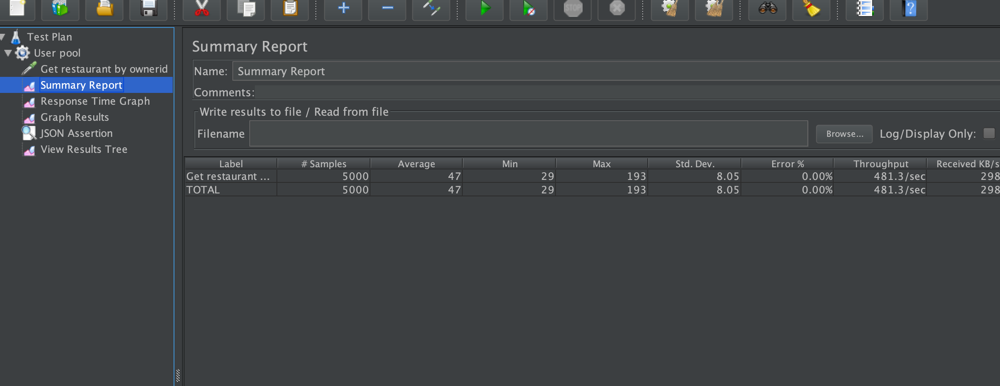 STOP
Test Plan
User pool
Get restaurant by ownerid
Summary Report
Response Time Graph
Graph Results
JSON Assertion
View Results Tree
Summary Report
Name: Summary Report
Comments:
Write results to file / Read from file
Filename Browse... Log/Display Only:
Label # Samples Average Min Max Std. Dev. Error % Throughput Received KB/s
Get restaurant ... 5000 47 29 193 8.05 0.00% 481.3/sec 298
TOTAL 5000 47 29 193 8.05 0.00% 481.3/sec 298